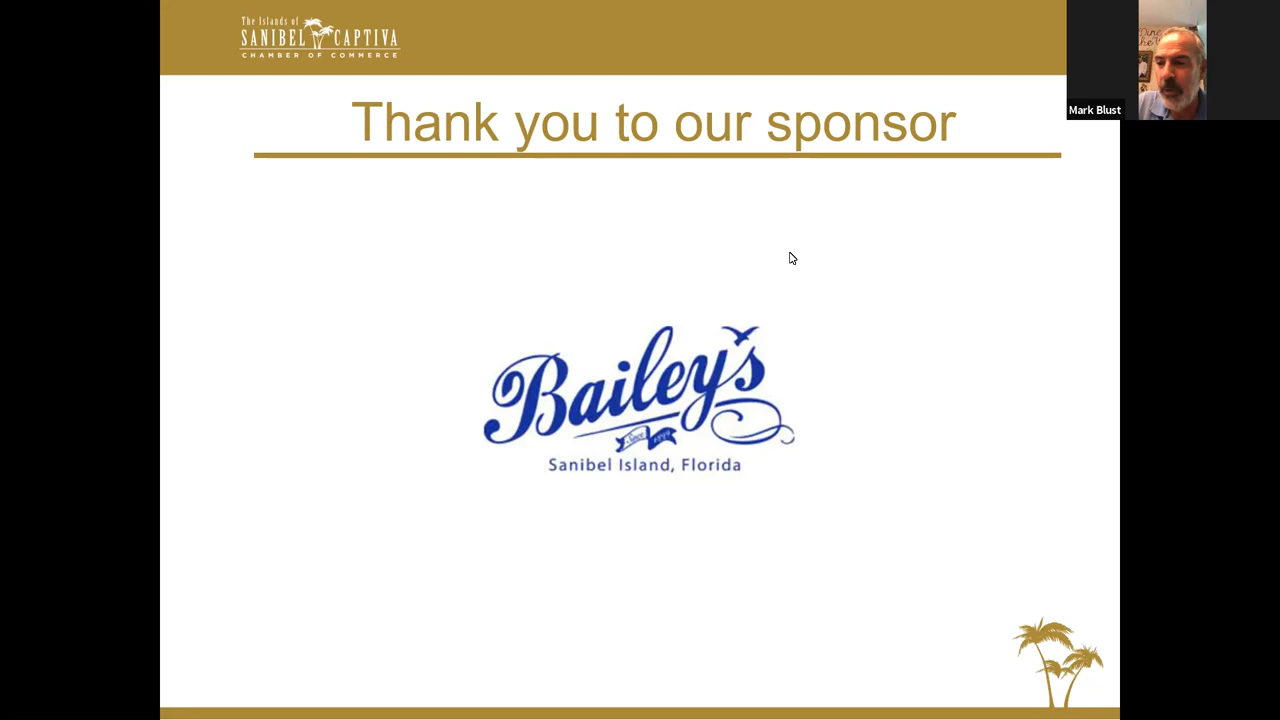 The Islands of
SANIBEL CAPTIVA
CHAMBER OF COMMERCE
Mark Blust
Thank you to our sponsor
Bailey's
Since
Sanibel Island, Florida